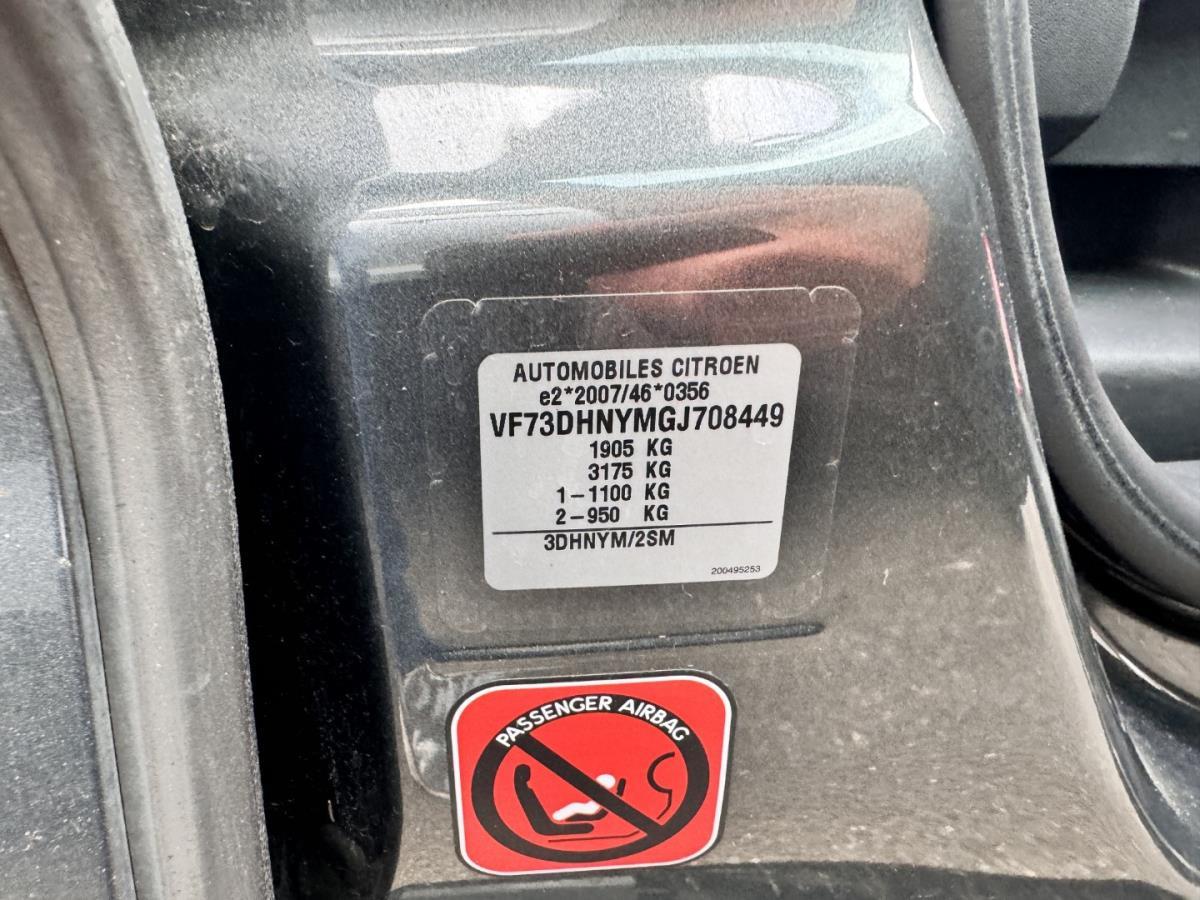 AUTOMOBILES CITROEN
e2*2007/46*0356
VF73DHNYMGJ708449
1905 KG
3175 KG
1-1100 KG
2-950 KG
3DHNYM/2SM
200495253
PASSENGER AIRBAG